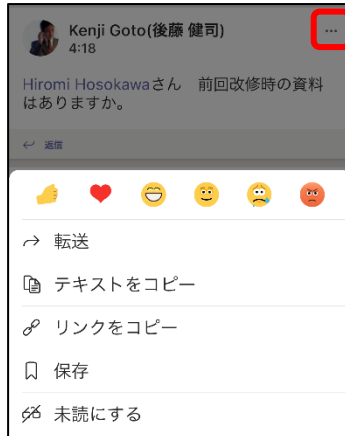 Kenji Goto(後藤 健司)
4:18
Hiromi Hosokawaさん　前回改修時の資料
はありますか。
返信
転送
テキストをコピー
リンクをコピー
保存
未読にする